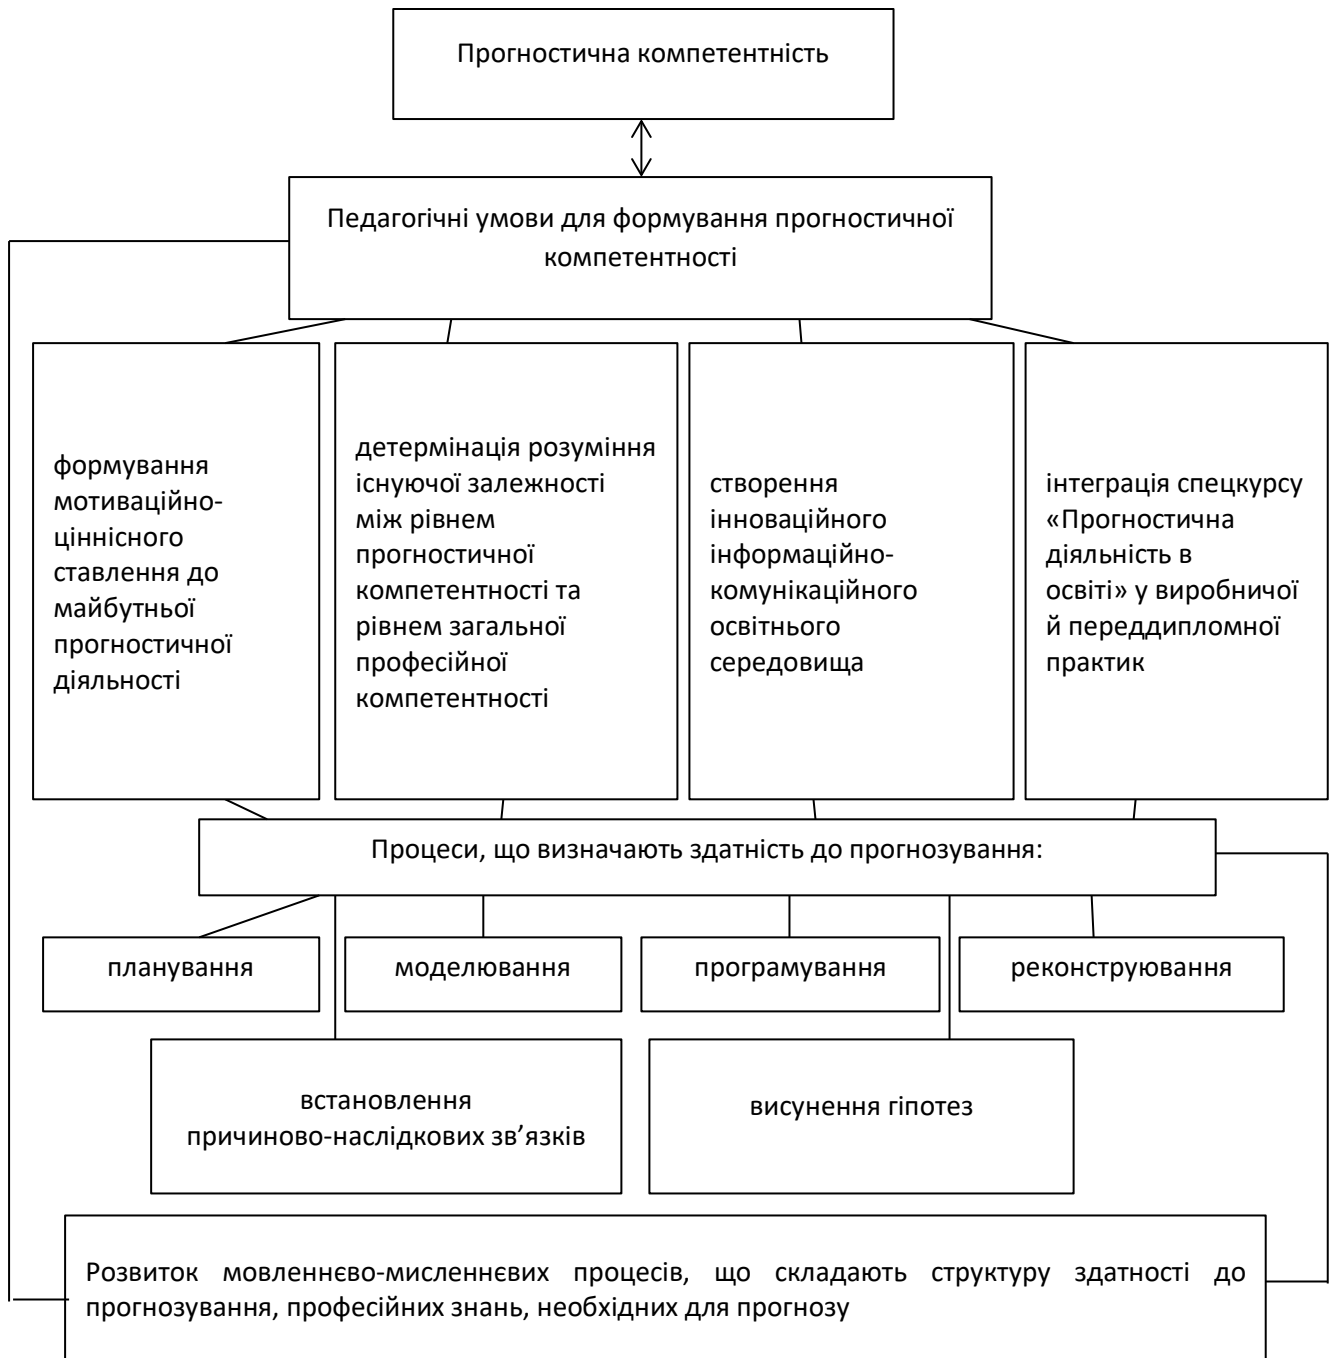 Прогностична компетентність
Педагогічні умови для формування прогностичної
компетентності
формування
мотиваційно-
ціннісного
ставлення до
майбутньої
прогностичної
діяльності
детермінація розуміння
існуючої залежності
між рівнем
прогностичної
компетентності та
рівнем загальної
професійної
компетентності
створення
інноваційного
інформаційно-
комунікаційного
освітнього
середовища
інтеграція спецкурсу
«Прогностична
діяльність в
освіті» у виробничої
й переддипломної
практик
Процеси, що визначають здатність до прогнозування:
планування
моделювання
програмування
реконструювання
встановлення
причиново-наслідкових зв’язків
висунення гіпотез
Розвиток мовленнєво-мисленнєвих процесів, що складають структуру здатності до
прогнозування, професійних знань, необхідних для прогнозу